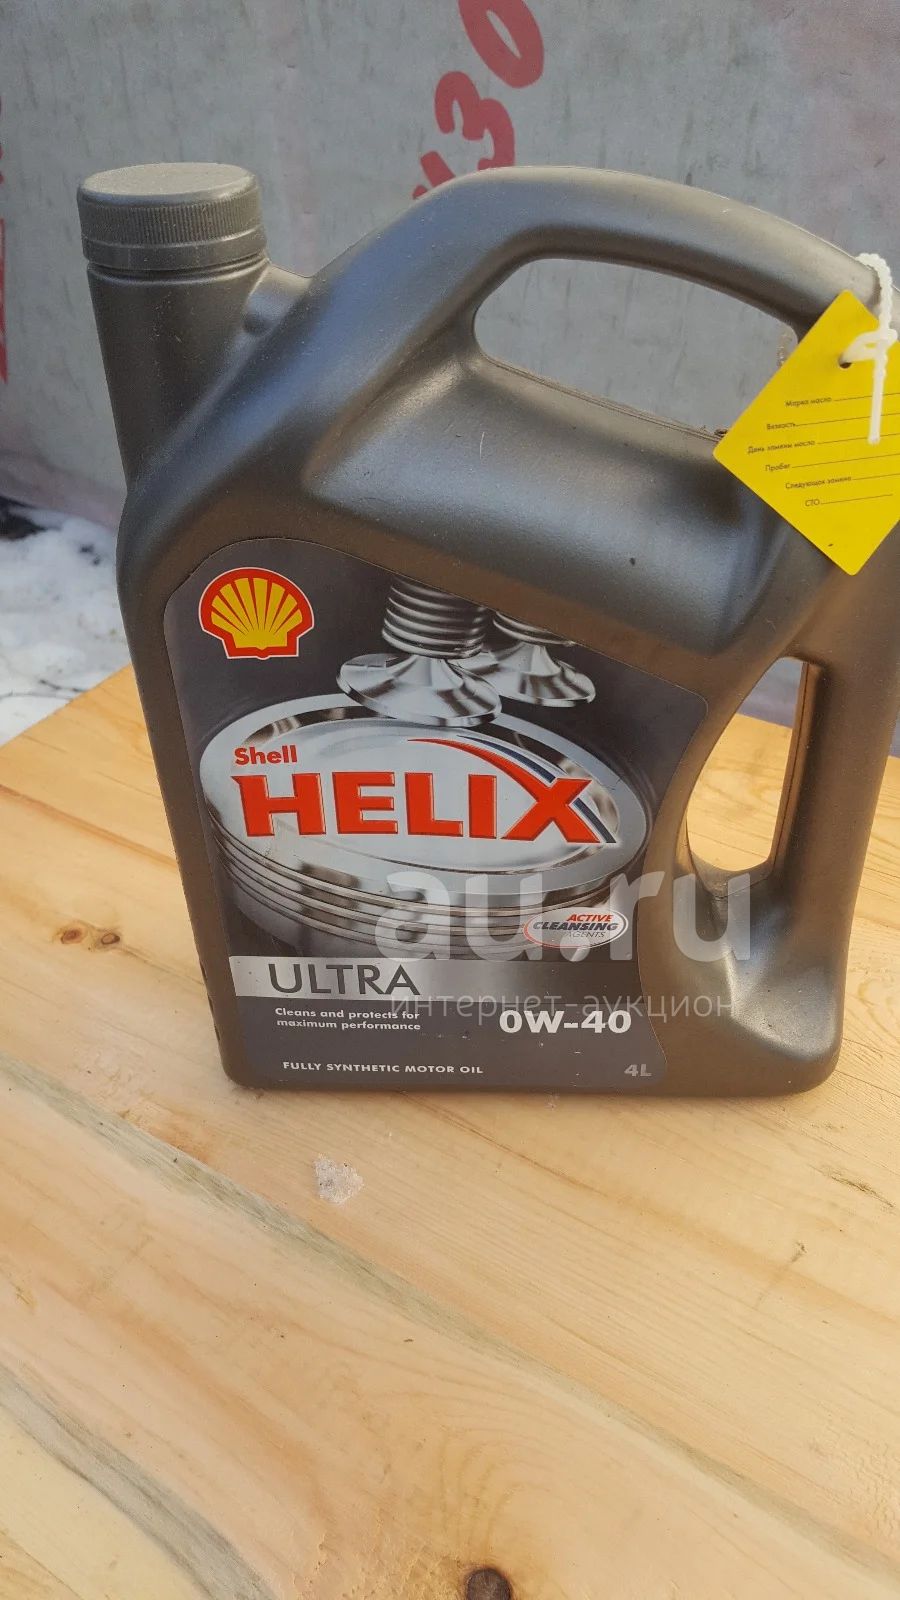 430
Марка масла
Вязкость
День замены масла
Пробег
Следующая замена
СТО
Shell
HELIX
ACTIVE
CLEANSING
AGENTS
au.ru
интернет-аукцион
ULTRA
Cleans and protects for
maximum performance
0W-40
FULLY SYNTHETIC MOTOR OIL
4L